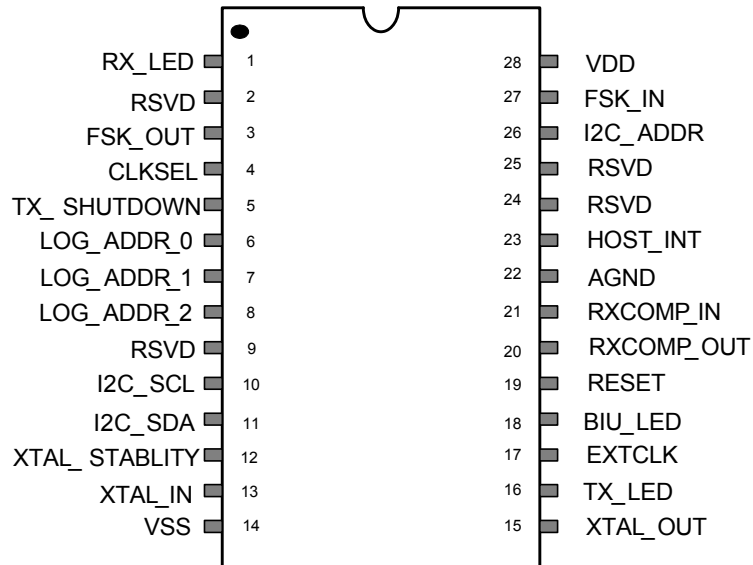 RX_LED 1 28 VDD
RSVD 2 27 FSK_IN
FSK_OUT 3 26 I2C_ADDR
CLKSEL 4 25 RSVD
TX_ SHUTDOWN 5 24 RSVD
LOG_ADDR_0 6 23 HOST_INT
LOG_ADDR_1 7 22 AGND
LOG_ADDR_2 8 21 RXCOMP_IN
RSVD 9 20 RXCOMP_OUT
I2C_SCL 10 19 RESET
I2C_SDA 11 18 BIU_LED
XTAL_ STABLITY 12 17 EXTCLK
XTAL_IN 13 16 TX_LED
VSS 14 15 XTAL_OUT